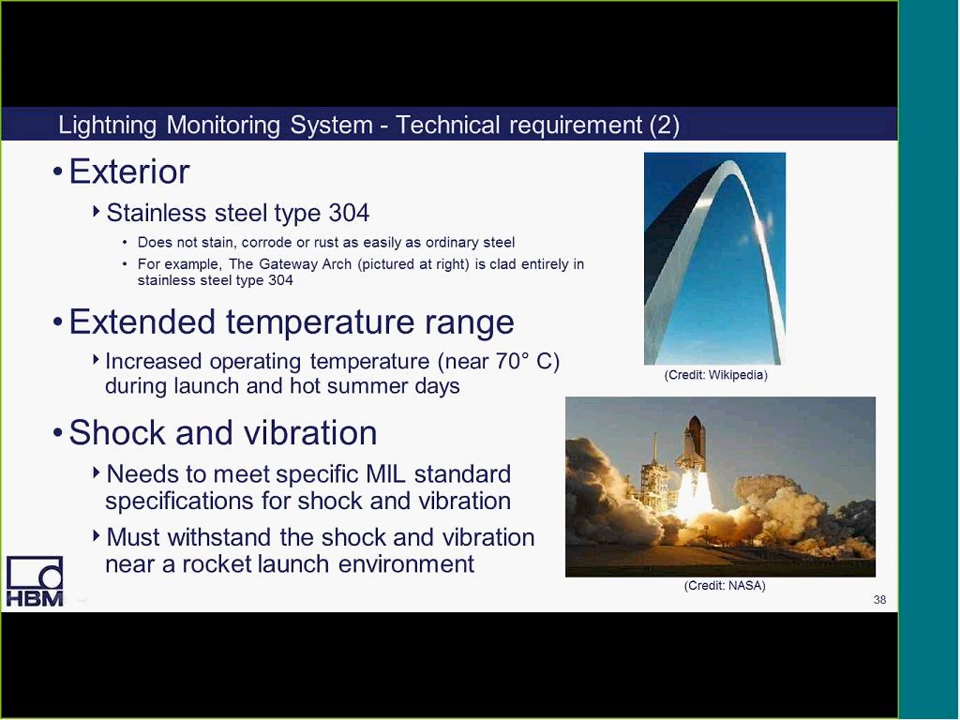 Lightning Monitoring System - Technical requirement (2)
• Exterior
Stainless steel type 304
• Does not stain, corrode or rust as easily as ordinary steel
• For example, The Gateway Arch (pictured at right) is clad entirely in
stainless steel type 304
(Credit: Wikipedia)
• Extended temperature range
Increased operating temperature (near 70° C)
during launch and hot summer days
• Shock and vibration
Needs to meet specific MIL standard
specifications for shock and vibration
Must withstand the shock and vibration
near a rocket launch environment
(Credit: NASA)
HBM
38